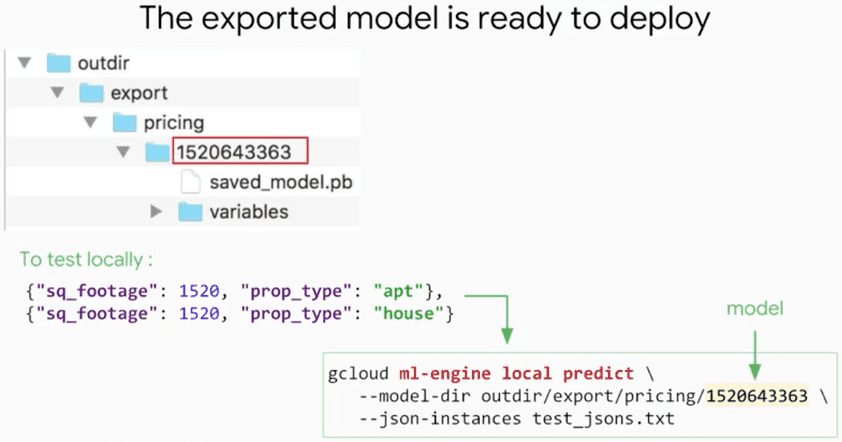 The exported model is ready to deploy
outdir
export
pricing
1520643363
saved_model.pb
variables
To test locally :
{"sq_footage": 1520, "prop_type": "apt"},
{"sq_footage": 1520, "prop_type": "house"}
model
gcloud ml-engine local predict \
--model-dir outdir/export/pricing/1520643363 \
--json-instances test_jsons.txt